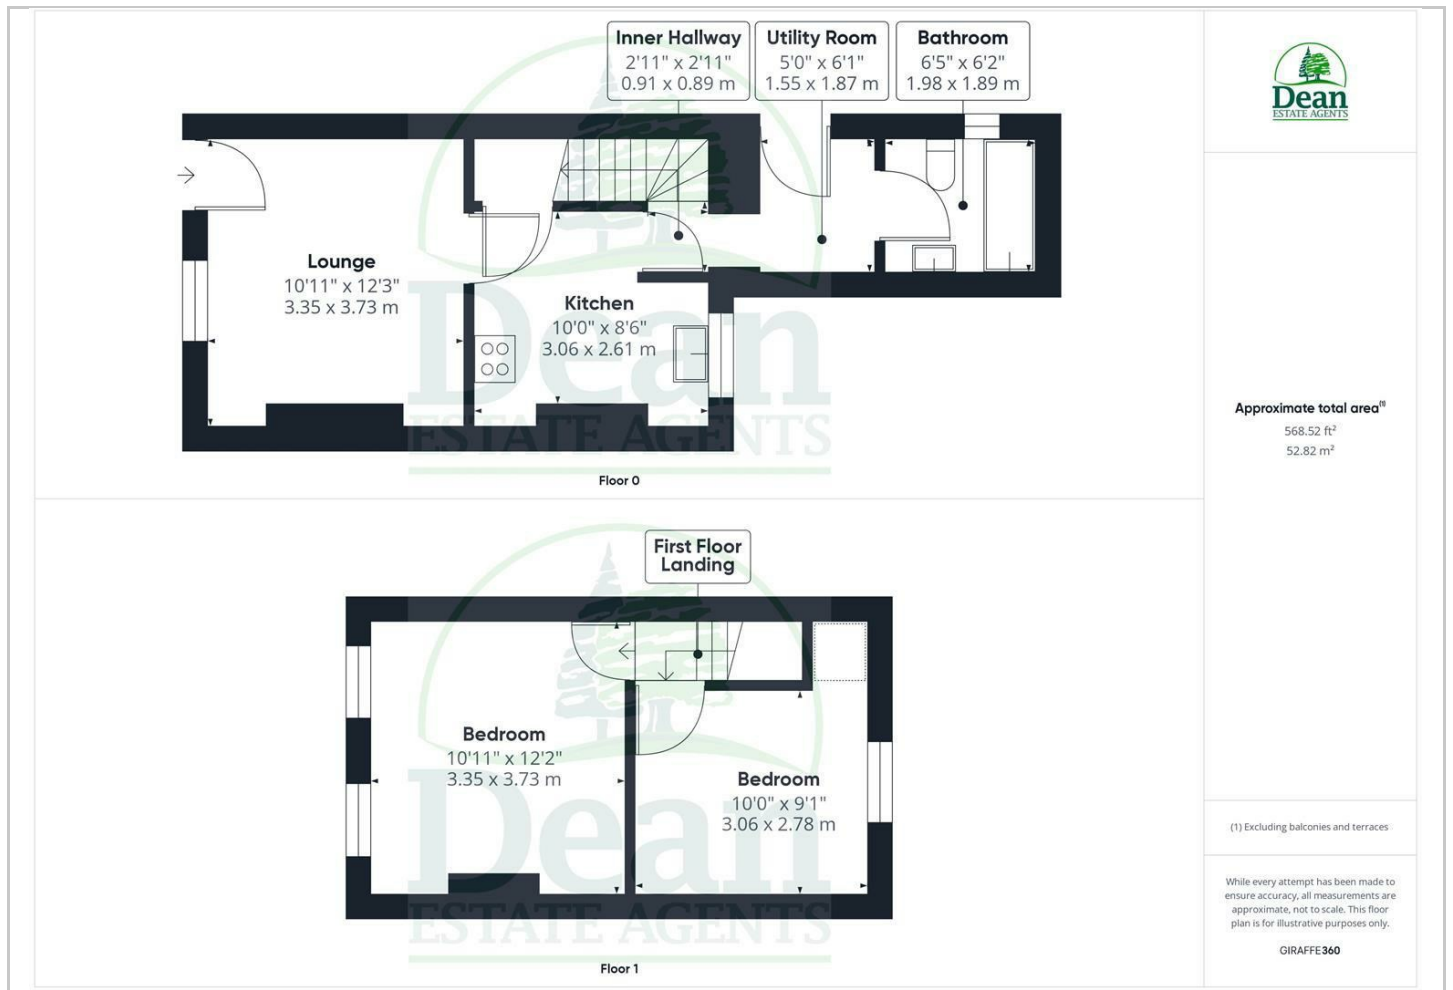 Inner Hallway
2'11" x 2'11"
0.91 x 0.89 m
Utility Room
5'0" x 6'1"
1.55 x 1.87 m
Bathroom
6'5" x 6'2"
1.98 x 1.89 m
Lounge
10'11" x 12'3"
3.35 x 3.73 m
Kitchen
10'0" x 8'6"
3.06 x 2.61 m
Dean
ESTATE AGENTS
Floor 0
First Floor
Landing
Bedroom
10'11" x 12'2"
3.35 x 3.73 m
Bedroom
10'0" x 9'1"
3.06 x 2.78 m
Dean
ESTATE AGENTS
Floor 1
Dean
ESTATE AGENTS
Approximate total area⁽¹⁾
568.52 ft²
52.82 m²
(1) Excluding balconies and terraces
While every attempt has been made to
ensure accuracy, all measurements are
approximate, not to scale. This floor
plan is for illustrative purposes only.
GIRAFFE360